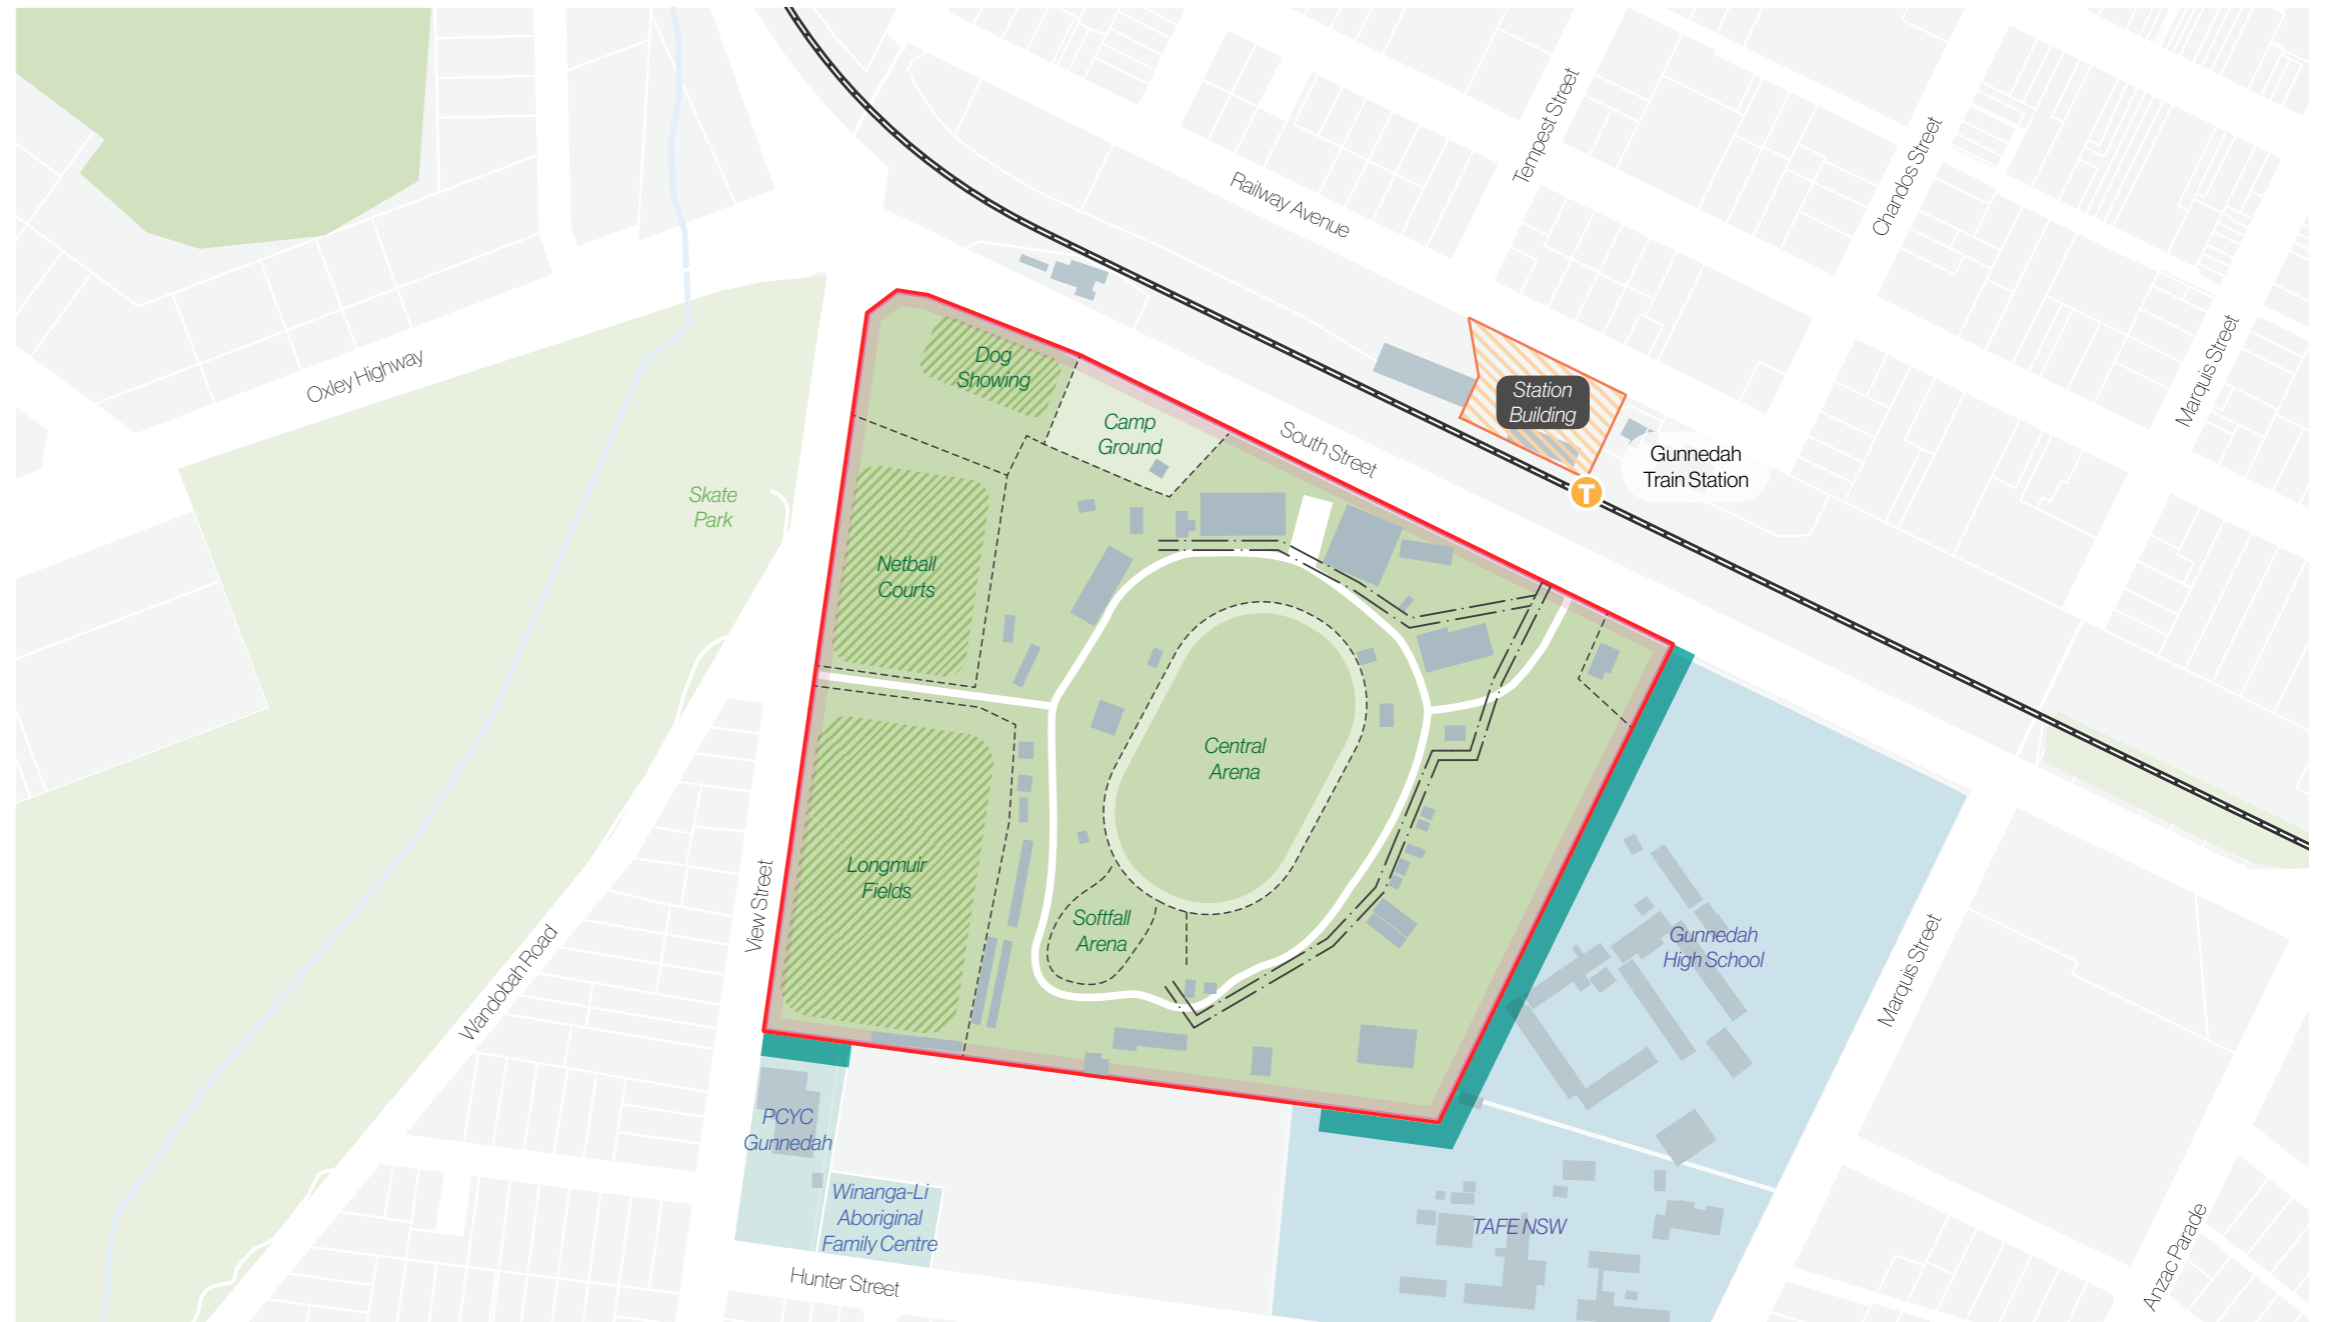 Tempest Street
Chandos Street
Railway Avenue
Marquis Street
Oxley Highway
Dog
Showing
Camp
Ground
South Street
Station
Building
Gunnedah
Train Station
T
Skate
Park
Netball
Courts
Central
Arena
Longmuir
Fields
Softfall
Arena
View Street
Wandobah Road
Gunnedah
High School
Marquis Street
PCYC
Gunnedah
Winanga-Li
Aboriginal
Family Centre
TAFE NSW
Hunter Street
Anzac Parade